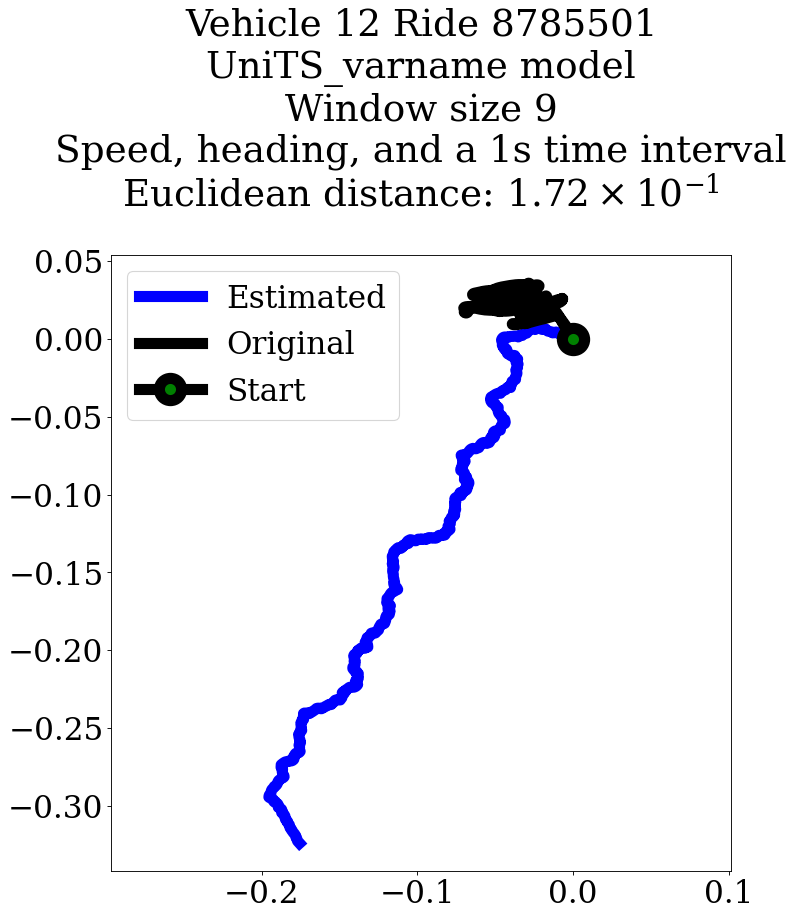 Vehicle 12 Ride 8785501
UniTS_varname model
Window size 9
Speed, heading, and a 1s time interval
Euclidean distance: 1.72 × 10⁻¹
0.05
0.00
−0.05
−0.10
−0.15
−0.20
−0.25
−0.30
Estimated
Original
Start
−0.2
−0.1
0.0
0.1